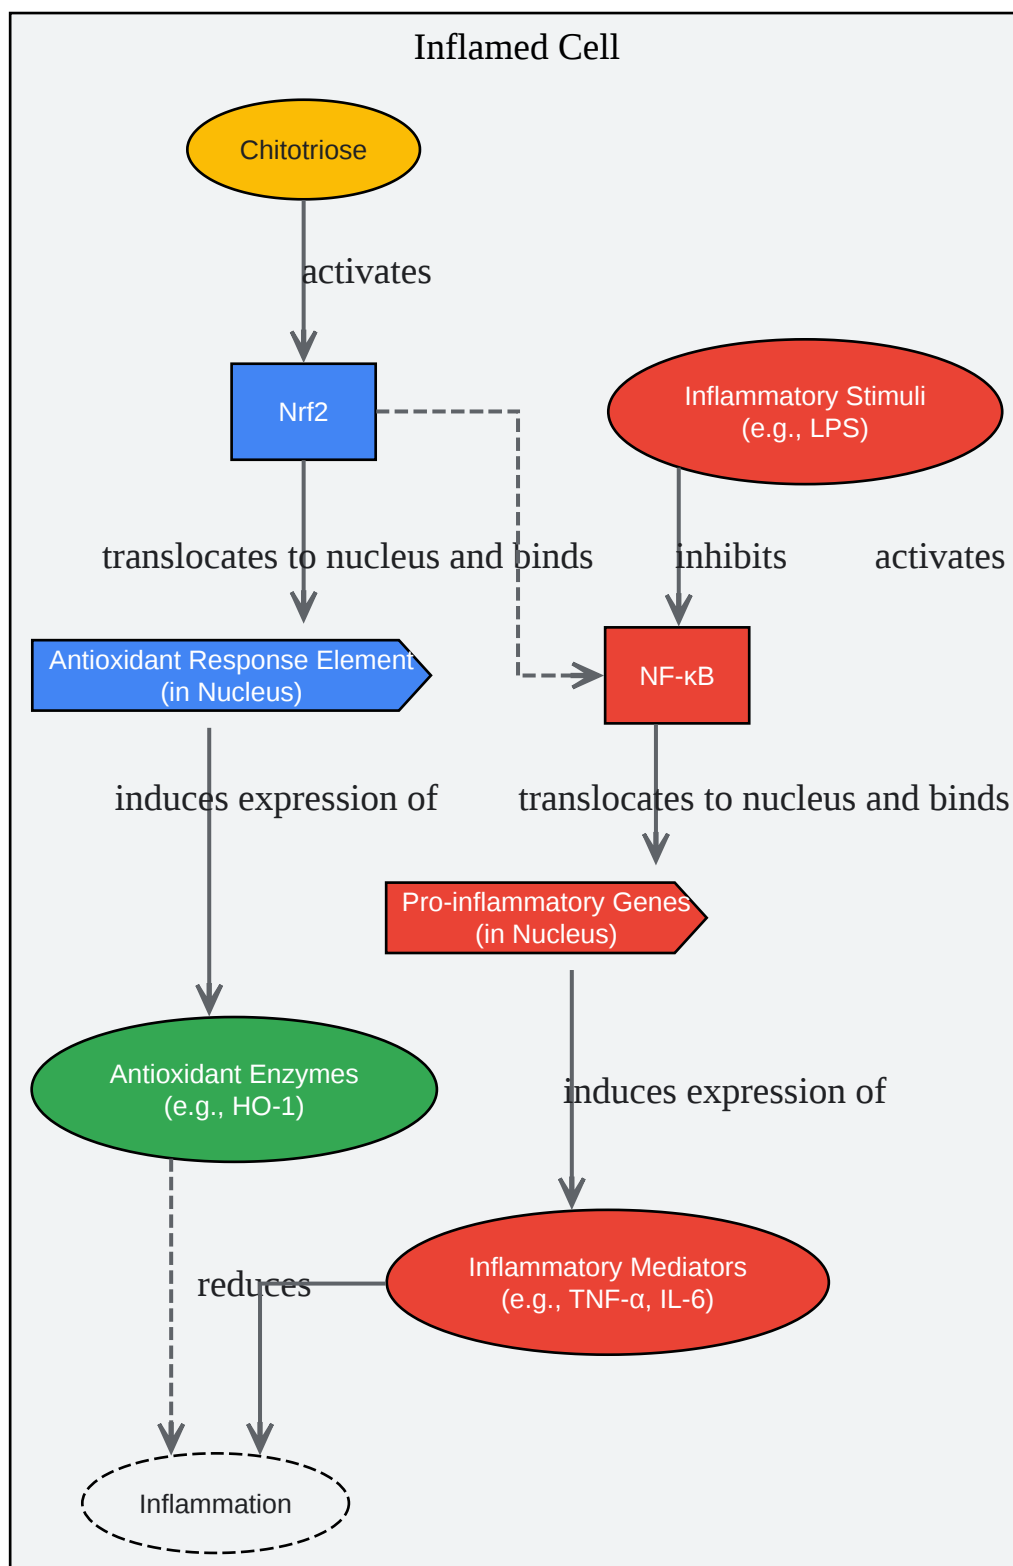 Inflamed Cell
Chitotriose
activates
Nrf2
Inflammatory Stimuli
(e.g., LPS)
translocates to nucleus and binds
inhibits
activates
Antioxidant Response Element
(in Nucleus)
NF-κB
induces expression of
translocates to nucleus and binds
Pro-inflammatory Genes
(in Nucleus)
Antioxidant Enzymes
(e.g., HO-1)
induces expression of
reduces
Inflammatory Mediators
(e.g., TNF-α, IL-6)
Inflammation